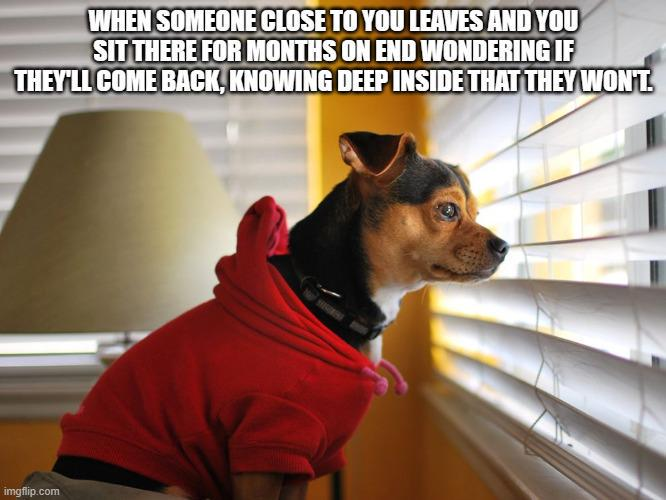 WHEN SOMEONE CLOSE TO YOU LEAVES AND YOU
SIT THERE FOR MONTHS ON END WONDERING IF
THEY'LL COME BACK, KNOWING DEEP INSIDE THAT THEY WON'T.
imgflip.com